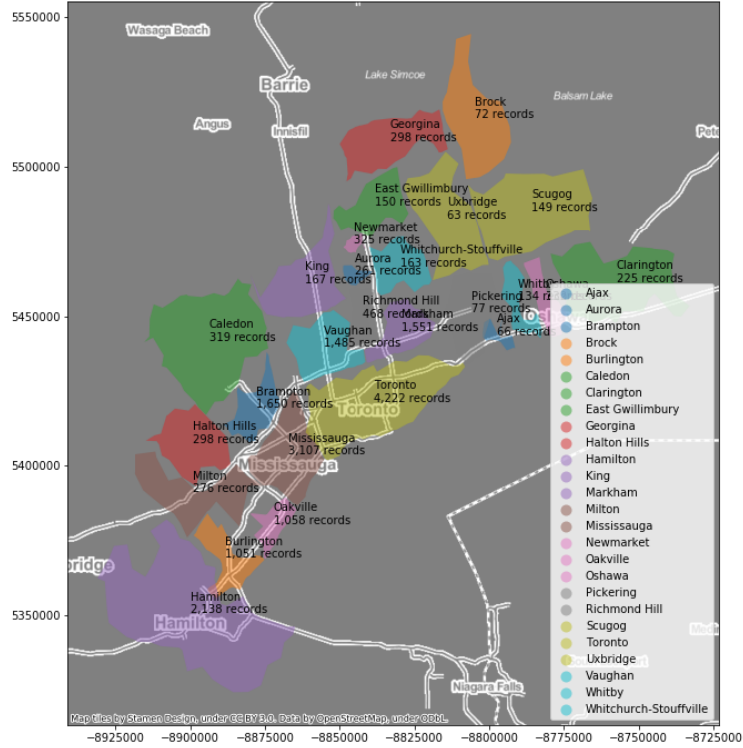 5550000
Wasaga Beach
Barrie
Lake Simcoe
Balsam Lake
Angus
Innisfil
Brock
72 records
Georgina
298 records
5500000
East Gwillimbury
150 records
Uxbridge
63 records
Scugog
149 records
Newmarket
325 records
Whitchurch-Stouffville
163 records
Aurora
261 records
King
167 records
Clarington
225 records
134 records
Pickering
77 records
Richmond Hill
468 records
Markham
1,551 records
Ajax
66 records
5450000
Caledon
319 records
Vaughan
1,485 records
Brampton
1,650 records
Toronto
4,222 records
Toronto
Halton Hills
298 records
Mississauga
3,107 records
Mississauga
5400000
Milton
276 records
Oakville
1,058 records
Burlington
1,051 records
Hamilton
2,138 records
Hamilton
5350000
Niagara Falls
Ajax
Aurora
Brampton
Brock
Burlington
Caledon
Clarington
East Gwillimbury
Georgina
Halton Hills
Hamilton
King
Markham
Milton
Mississauga
Newmarket
Oakville
Oshawa
Pickering
Richmond Hill
Scugog
Toronto
Uxbridge
Vaughan
Whitby
Whitchurch-Stouffville
Map tiles by Stamen Design, under CC BY 3.0. Data by OpenStreetMap, under ODbL.
−8925000 −8900000 −8875000 −8850000 −8825000 −8800000 −8775000 −8750000 −8725000